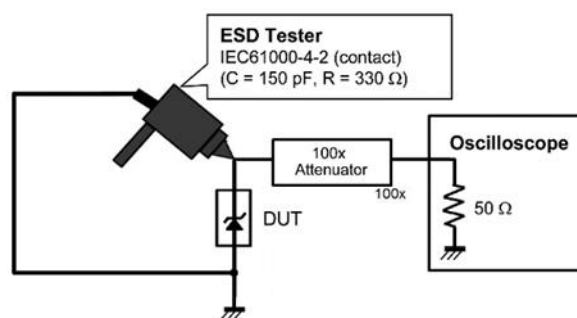 ESD Tester
IEC61000-4-2 (contact)
(C = 150 pF, R = 330 Ω)
Oscilloscope
100x
Attenuator
100x
50 Ω
DUT